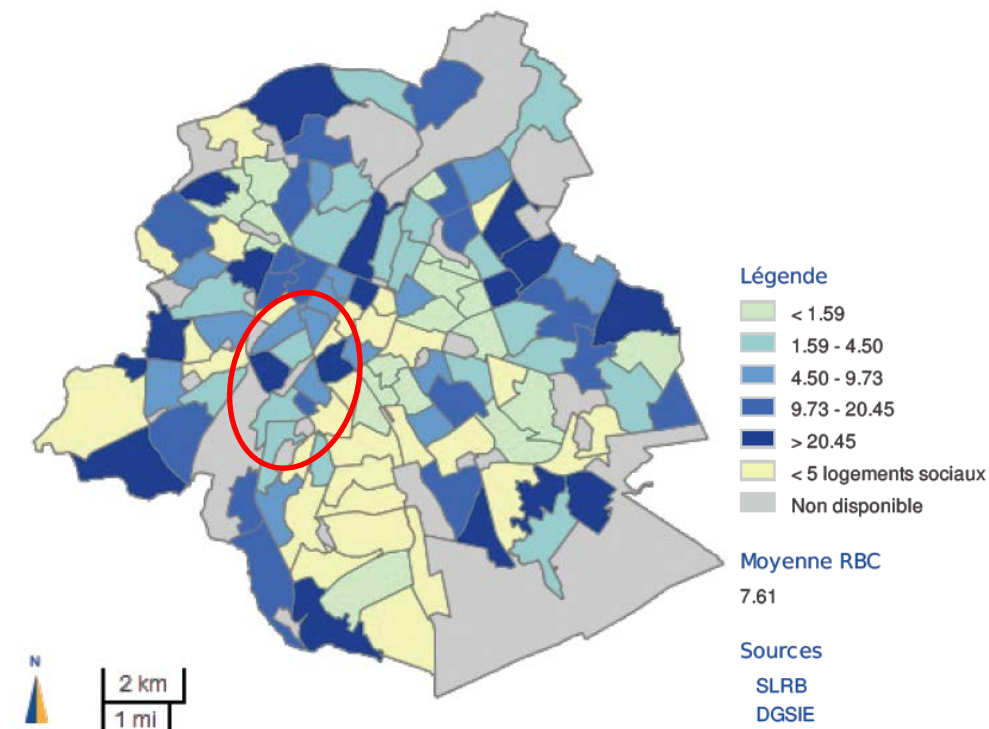 Légende
< 1.59
1.59 - 4.50
4.50 - 9.73
9.73 - 20.45
> 20.45
< 5 logements sociaux
Non disponible
Moyenne RBC
7.61
Sources
SLRB
DGSIE
N
2 km
1 mi